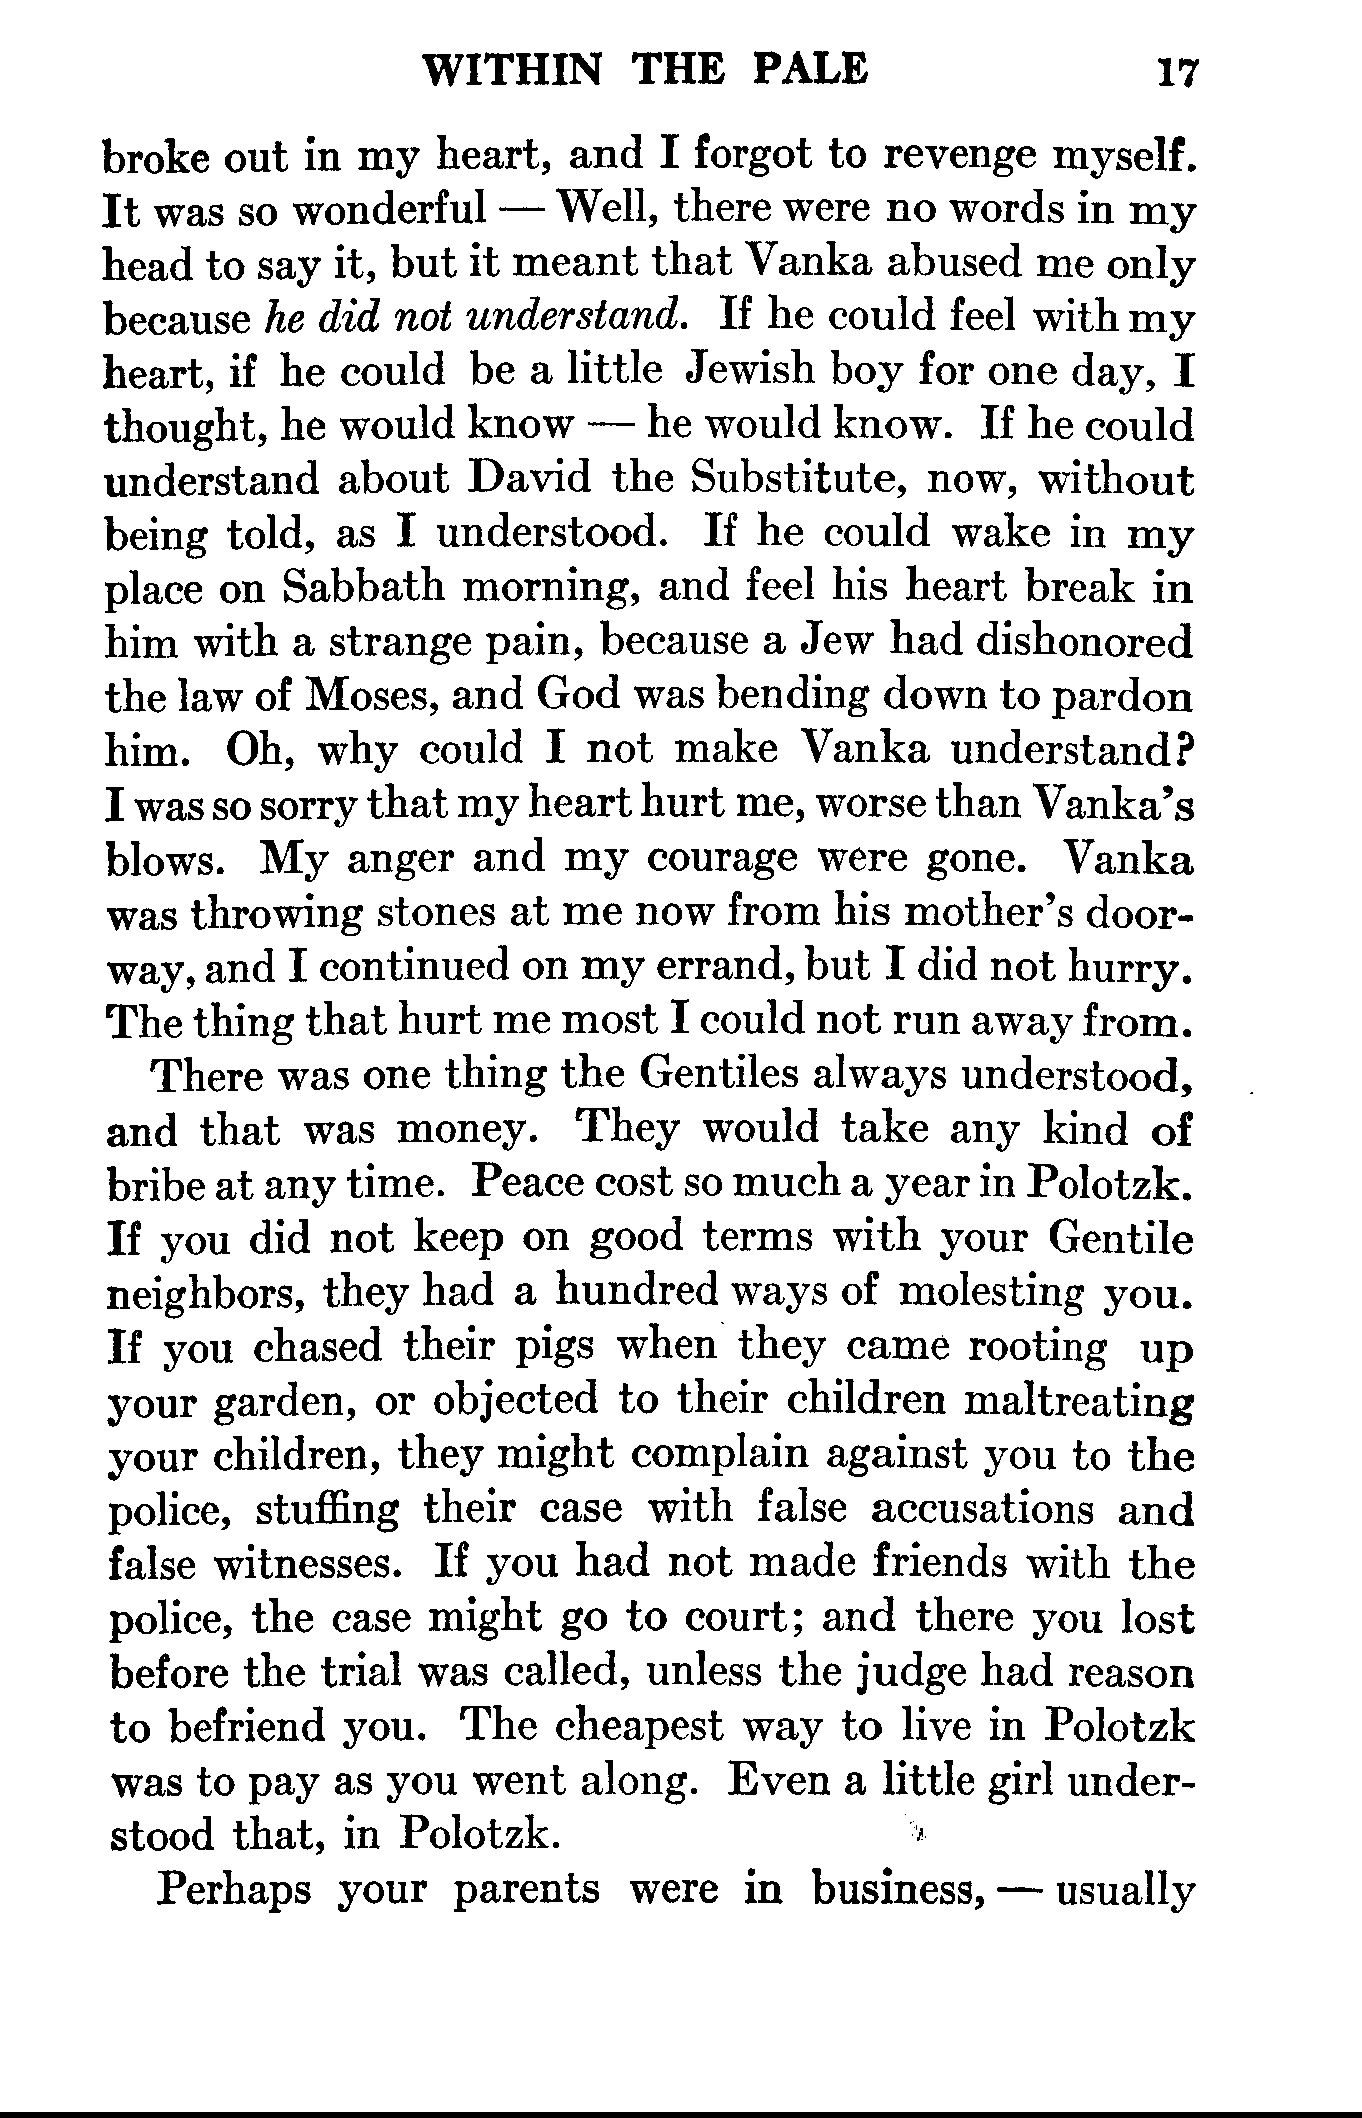 WITHIN THE PALE 17
broke out in my heart, and I forgot to revenge myself.
It was so wonderful — Well, there were no words in my
head to say it, but it meant that Vanka abused me only
because he did not understand. If he could feel with my
heart, if he could be a little Jewish boy for one day, I
thought, he would know — he would know. If he could
understand about David the Substitute, now, without
being told, as I understood. If he could wake in my
place on Sabbath morning, and feel his heart break in
him with a strange pain, because a Jew had dishonored
the law of Moses, and God was bending down to pardon
him. Oh, why could I not make Vanka understand?
I was so sorry that my heart hurt me, worse than Vanka's
blows. My anger and my courage were gone. Vanka
was throwing stones at me now from his mother's door-
way, and I continued on my errand, but I did not hurry.
The thing that hurt me most I could not run away from.
There was one thing the Gentiles always understood,
and that was money. They would take any kind of
bribe at any time. Peace cost so much a year in Polotzk.
If you did not keep on good terms with your Gentile
neighbors, they had a hundred ways of molesting you.
If you chased their pigs when they came rooting up
your garden, or objected to their children maltreating
your children, they might complain against you to the
police, stuffing their case with false accusations and
false witnesses. If you had not made friends with the
police, the case might go to court; and there you lost
before the trial was called, unless the judge had reason
to befriend you. The cheapest way to live in Polotzk
was to pay as you went along. Even a little girl under-
stood that, in Polotzk.
Perhaps your parents were in business, — usually